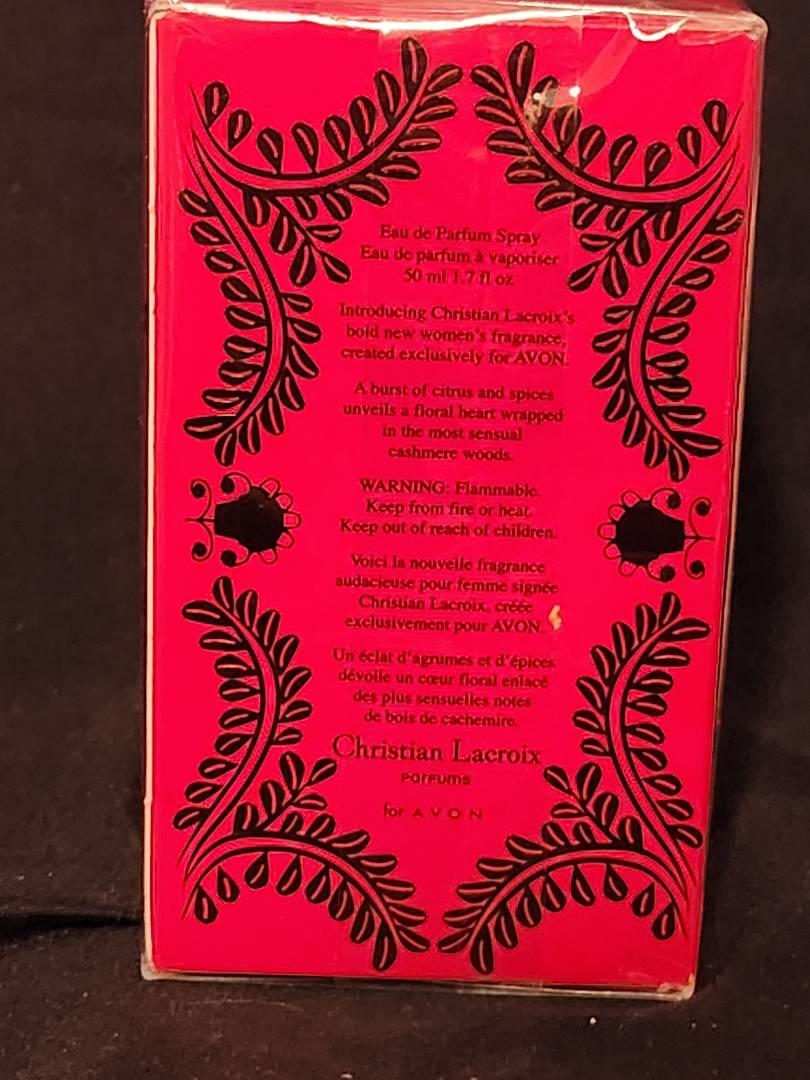 Eau de Parfum Spray
Eau de parfum à vaporiser
50 ml 1.7 fl oz
Introducing Christian Lacroix's
bold new women's fragrance,
created exclusively for AVON.
A burst of citrus and spices
unveils a floral heart wrapped
in the most sensual
cashmere woods.
WARNING: Flammable.
Keep from fire or heat.
Keep out of reach of children.
Voici la nouvelle fragrance
audacieuse pour femme signée
Christian Lacroix, créée
exclusivement pour AVON.
Un éclat d'agrumes et d'épices
dévoile un cœur floral enlacé
des plus sensuelles notes
de bois de cachemire.
Christian Lacroix
PARFUMS
for AVON